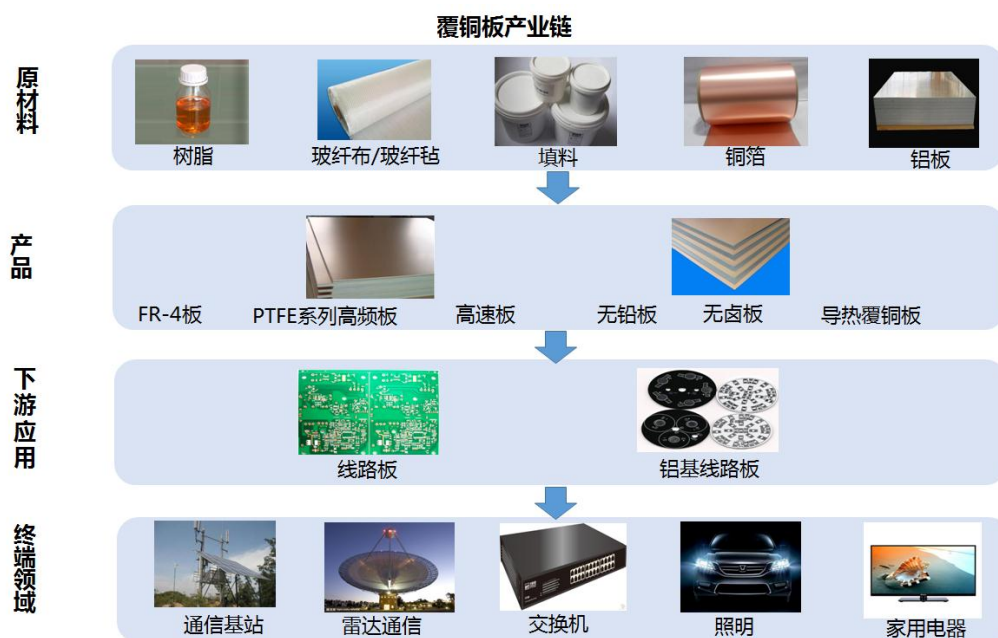 覆铜板产业链
原材料
树脂
玻纤布/玻纤毡
填料
铜箔
铝板
产品
FR-4板
PTFE系列高频板
高速板
无铅板
无卤板
导热覆铜板
下游应用
线路板
铝基线路板
终端领域
通信基站
雷达通信
交换机
照明
家用电器